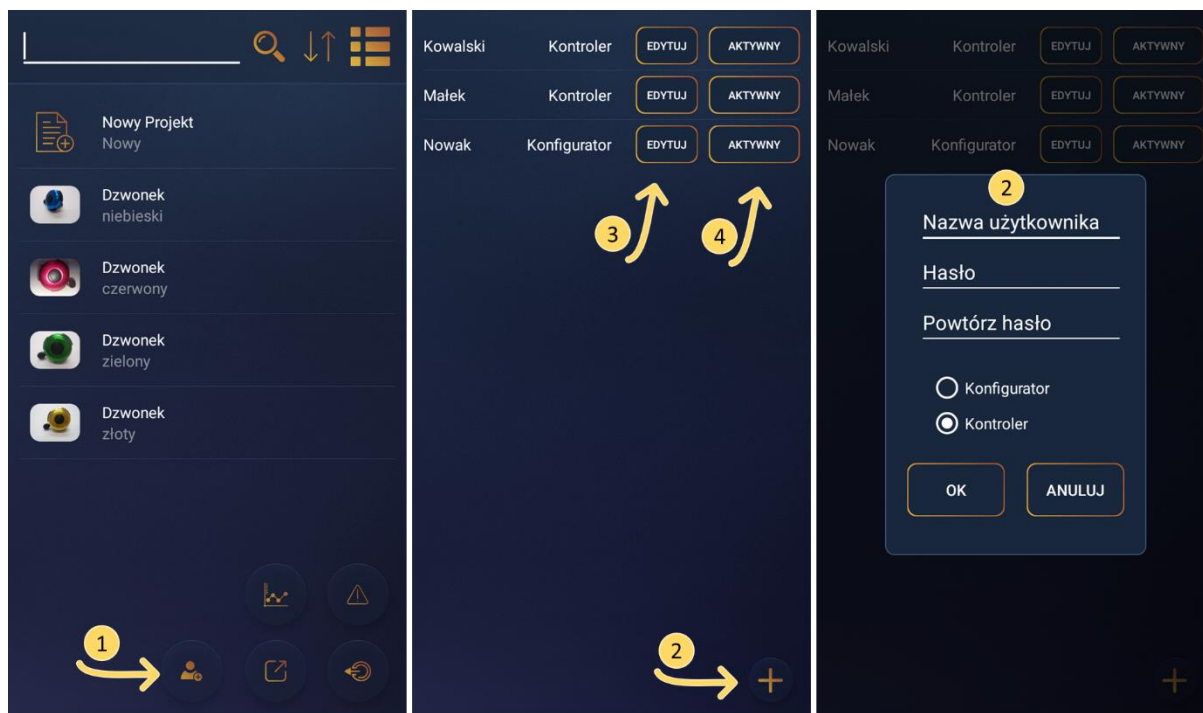 Nowy Projekt
Nowy
Dzwonek
niebieski
Dzwonek
czerwony
Dzwonek
zielony
Dzwonek
złoty
1
Kowalski Kontroler EDYTUJ AKTYWNY
Małek Kontroler EDYTUJ AKTYWNY
Nowak Konfigurator EDYTUJ AKTYWNY
3 4
2
Kowalski Kontroler EDYTUJ AKTYWNY
Małek Kontroler EDYTUJ AKTYWNY
Nowak Konfigurator EDYTUJ AKTYWNY
2
Nazwa użytkownika
Hasło
Powtórz hasło
Konfigurator
Kontroler
OK ANULUJ